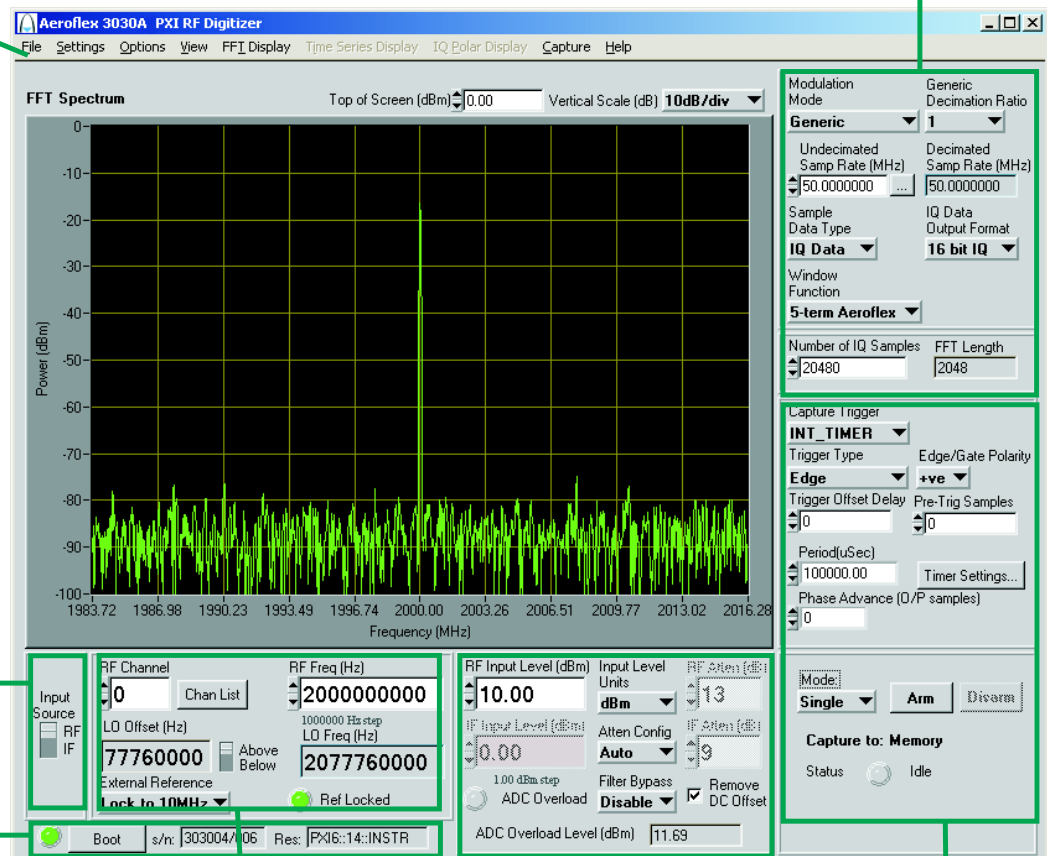 Aeroflex 3030A PXI RF Digitizer
File Settings Options View FFT Display Time Series Display IQ Polar Display Capture Help
FFT Spectrum
Top of Screen (dBm) 0.00 Vertical Scale (dB) 10dB/div
Power (dBm)
0
-10
-20
-30
-40
-50
-60
-70
-80
-90
-100
1983.72 1986.98 1990.23 1993.49 1996.74 2000.00 2003.26 2006.51 2009.77 2013.02 2016.28
Frequency (MHz)
Modulation Mode
Generic
Generic Decimation Ratio
1
Undecimated Samp Rate (MHz)
50.0000000 ...
Decimated Samp Rate (MHz)
50.0000000
Sample Data Type
IQ Data
IQ Data Output Format
16 bit IQ
Window Function
5-term Aeroflex
Number of IQ Samples
20480
FFT Length
2048
Capture Trigger
INT_TIMER
Trigger Type
Edge
Edge/Gate Polarity
+ve
Trigger Offset Delay
0
Pre-Trig Samples
0
Period(uSec)
100000.00
Timer Settings...
Phase Advance (O/P samples)
0
Mode:
Single
Arm
Disarm
Capture to: Memory
Status Idle
Input Source
RF
IF
RF Channel
0
Chan List
RF Freq (Hz)
2000000000
1000000 Hz step
LO Offset (Hz)
77760000
Above
Below
LO Freq (Hz)
2077760000
External Reference
Lock to 10MHz
Ref Locked
Boot s/n: 303004/006 Res: PXI6::14::INSTR
RF Input Level (dBm)
10.00
Input Level Units
dBm
RF Atten (dB)
13
IF Input Level (dBm)
0.00
Atten Config
Auto
IF Atten (dB)
9
1.00 dBm step
ADC Overload
Filter Bypass
Disable
Remove DC Offset
ADC Overload Level (dBm) 11.69